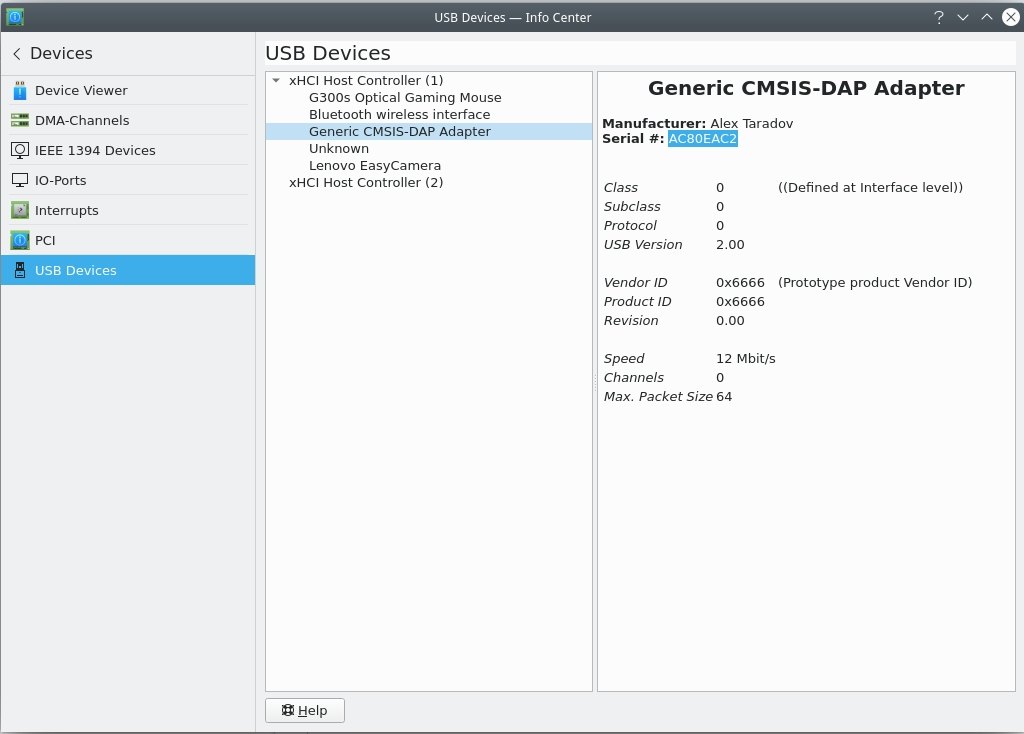 USB Devices — Info Center
?
Devices
Device Viewer
DMA-Channels
IEEE 1394 Devices
IO-Ports
Interrupts
PCI
USB Devices
USB Devices
xHCI Host Controller (1)
G300s Optical Gaming Mouse
Bluetooth wireless interface
Generic CMSIS-DAP Adapter
Unknown
Lenovo EasyCamera
xHCI Host Controller (2)
Generic CMSIS-DAP Adapter
Manufacturer: Alex Taradov
Serial #: AC80EAC2
Class 0 ((Defined at Interface level))
Subclass 0
Protocol 0
USB Version 2.00
Vendor ID 0x6666 (Prototype product Vendor ID)
Product ID 0x6666
Revision 0.00
Speed 12 Mbit/s
Channels 0
Max. Packet Size 64
Help